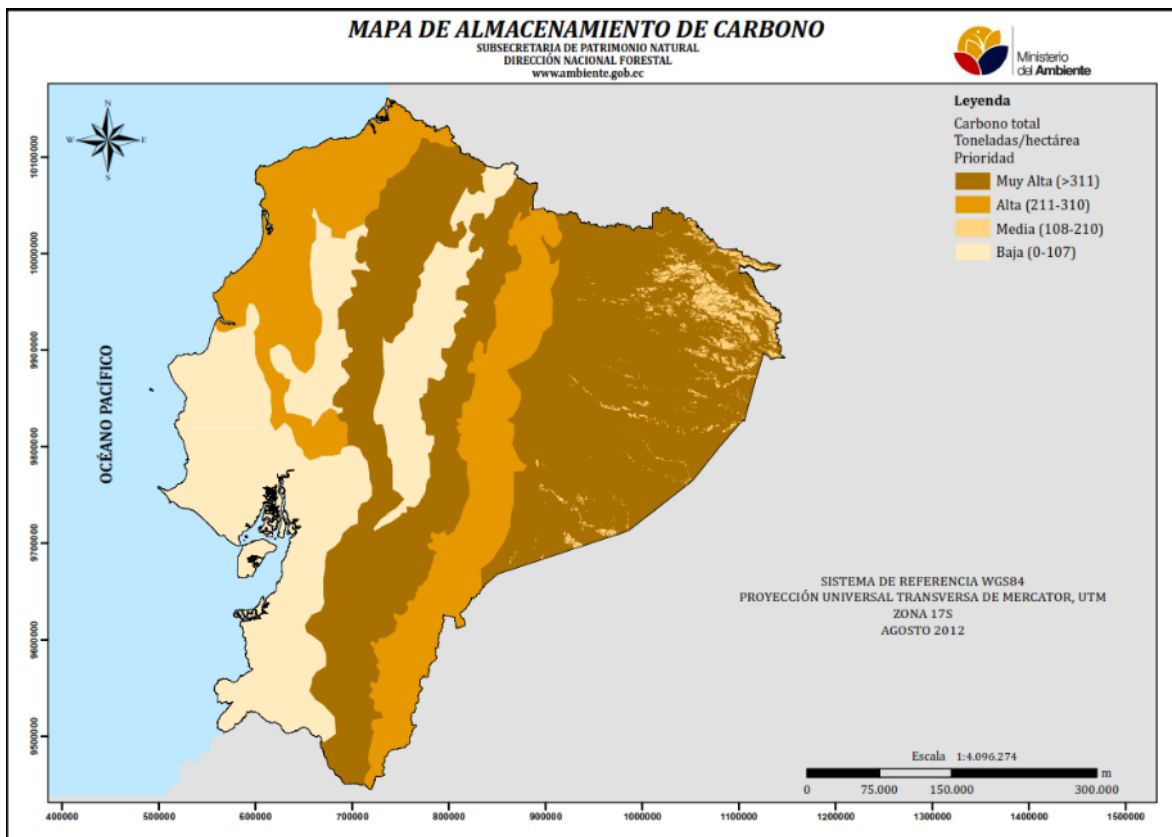 MAPA DE ALMACENAMIENTO DE CARBONO
SUBSECRETARIA DE PATRIMONIO NATURAL
DIRECCIÓN NACIONAL FORESTAL
www.ambiente.gob.ec
Ministerio
del Ambiente
Leyenda
Carbono total
Toneladas/hectárea
Prioridad
Muy Alta (>311)
Alta (211-310)
Media (108-210)
Baja (0-107)
N
W
E
S
10100000
10000000
9900000
9800000
9700000
9600000
9500000
OCÉANO PACÍFICO
SISTEMA DE REFERENCIA WGS84
PROYECCIÓN UNIVERSAL TRANSVERSA DE MERCATOR, UTM
ZONA 17S
AGOSTO 2012
Escala 1:4.096.274
m
0 75.000 150.000 300.000
400000 500000 600000 700000 800000 900000 1000000 1100000 1200000 1300000 1400000 1500000